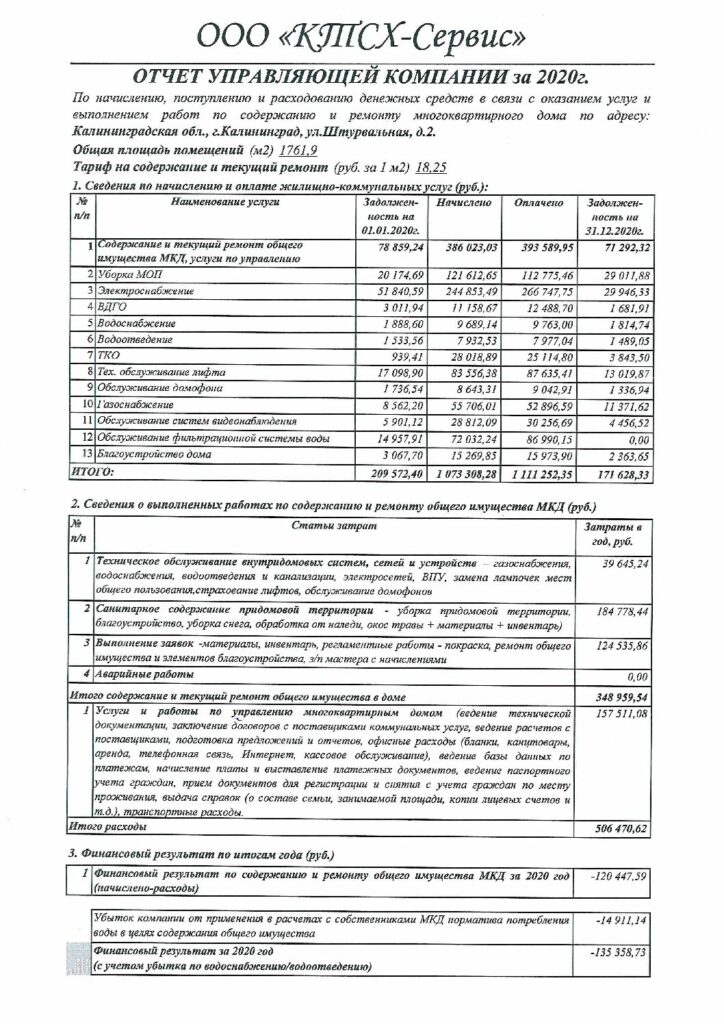 ООО «КТСХ-Сервис»
ОТЧЕТ УПРАВЛЯЮЩЕЙ КОМПАНИИ за 2020г.
По начислению, поступлению и расходованию денежных средств в связи с оказанием услуг и
выполнением работ по содержанию и ремонту многоквартирного дома по адресу:
Калининградская обл., г.Калининград, ул.Штурвальная, д.2.
Общая площадь помещений (м2) 1761,9
Тариф на содержание и текущий ремонт (руб. за 1 м2) 18,25
1. Сведения по начислению и оплате жилищно-коммунальных услуг (руб.):
№ п/п Наименование услуги Задолжен-ность на 01.01.2020г. Начислено Оплачено Задолжен-ность на 31.12.2020г.
1 Содержание и текущий ремонт общего имущества МКД, услуги по управлению 78 859,24 386 023,03 393 589,95 71 292,32
2 Уборка МОП 20 174,69 121 612,65 112 775,46 29 011,88
3 Электроснабжение 51 840,59 244 853,49 266 747,75 29 946,33
4 ВДГО 3 011,94 11 158,67 12 488,70 1 681,91
5 Водоснабжение 1 888,60 9 689,14 9 763,00 1 814,74
6 Водоотведение 1 533,56 7 932,53 7 977,04 1 489,05
7 ТКО 939,41 28 018,89 25 114,80 3 843,50
8 Тех. обслуживание лифта 17 098,90 83 556,38 87 635,41 13 019,87
9 Обслуживание домофона 1 736,54 8 643,31 9 042,91 1 336,94
10 Газоснабжение 8 562,20 55 706,01 52 896,59 11 371,62
11 Обслуживание систем видеонаблюдения 5 901,12 28 812,09 30 256,69 4 456,52
12 Обслуживание фильтрационной системы воды 14 957,91 72 032,24 86 990,15 0,00
13 Благоустройство дома 3 067,70 15 269,85 15 973,90 2 363,65
ИТОГО: 209 572,40 1 073 308,28 1 111 252,35 171 628,33
2. Сведения о выполненных работах по содержанию и ремонту общего имущества МКД (руб.)
№ п/п Статьи затрат Затраты в год, руб.
1 Техническое обслуживание внутридомовых систем, сетей и устройств – газоснабжения, 39 645,24
водоснабжения, водоотведения и канализации, электросетей, ВПУ, замена лампочек мест
общего пользования,страхование лифтов, обслуживание домофонов
2 Санитарное содержание придомовой территории - уборка придомовой территории, 184 778,44
благоустройство, уборка снега, обработка от наледи, окос травы + материалы + инвентарь)
3 Выполнение заявок -материалы, инвентарь, регламентные работы - покраска, ремонт общего 124 535,86
имущества и элементов благоустройства, з/п мастера с начислениями
4 Аварийные работы 0,00
Итого содержание и текущий ремонт общего имущества в доме 348 959,54
1 Услуги и работы по управлению многоквартирным домом (ведение технической 157 511,08
документации, заключение договоров с поставщиками коммунальных услуг, ведение расчетов с
поставщиками, подготовка предложений и отчетов, офисные расходы (бланки, канцтовары,
аренда, телефонная связь, Интернет, кассовое обслуживание), ведение базы данных по
платежам, начисление платы и выставление платежных документов, ведение паспортного
учета граждан, прием документов для регистрации и снятия с учета граждан по месту
проживания, выдача справок (о составе семьи, занимаемой площади, копии лицевых счетов и
т.д.), транспортные расходы.
Итого расходы 506 470,62
3. Финансовый результат по итогам года (руб.)
1 Финансовый результат по содержанию и ремонту общего имущества МКД за 2020 год -120 447,59
(начислено-расходы)
Убыток компании от применения в расчетах с собственниками МКД норматива потребления -14 911,14
воды в целях содержания общего имущества
Финансовый результат за 2020 год -135 358,73
(с учетом убытка по водоснабжению/водоотведению)